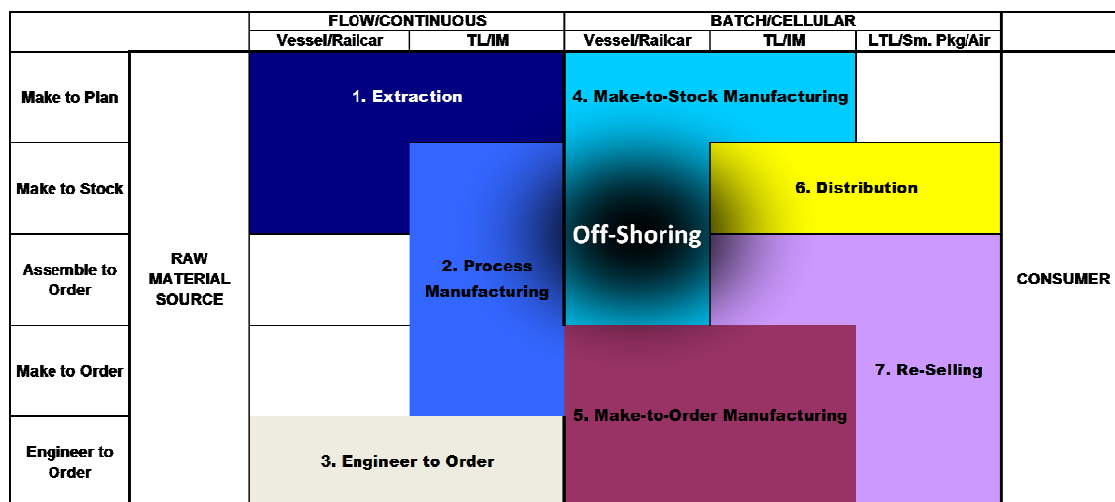 FLOW/CONTINUOUS
BATCH/CELLULAR
Vessel/Railcar
TL/IM
Vessel/Railcar
TL/IM
LTL/Sm. Pkg/Air
Make to Plan
1. Extraction
4. Make-to-Stock Manufacturing
Make to Stock
6. Distribution
Off-Shoring
Assemble to
Order
RAW
MATERIAL
SOURCE
2. Process
Manufacturing
CONSUMER
Make to Order
7. Re-Selling
5. Make-to-Order Manufacturing
Engineer to
Order
3. Engineer to Order